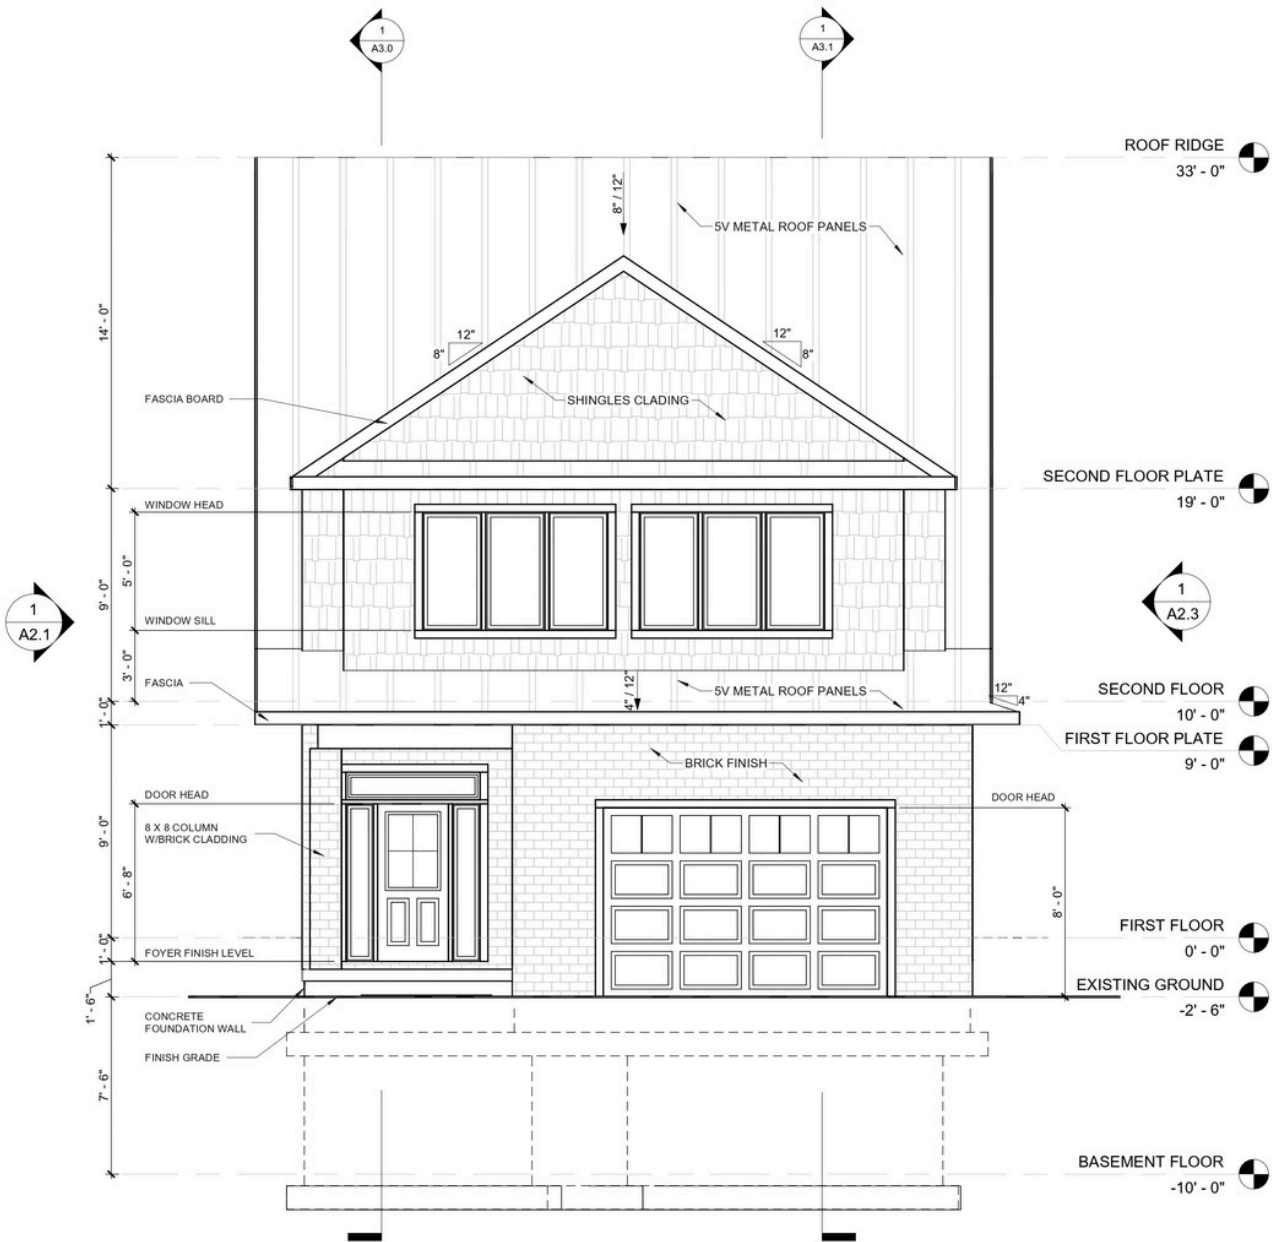 1
A3.0
1
A3.1
ROOF RIDGE
33' - 0"
8" / 12"
5V METAL ROOF PANELS
14' - 0"
12"
8"
12"
8"
FASCIA BOARD
SHINGLES CLADING
SECOND FLOOR PLATE
19' - 0"
WINDOW HEAD
5' - 0"
9' - 0"
1
A2.1
1
A2.3
WINDOW SILL
3' - 0"
FASCIA
4" / 12"
5V METAL ROOF PANELS
12"
4"
SECOND FLOOR
10' - 0"
1' - 0"
FIRST FLOOR PLATE
9' - 0"
BRICK FINISH
DOOR HEAD
DOOR HEAD
8 X 8 COLUMN
W/BRICK CLADDING
9' - 0"
6' - 8"
8' - 0"
FIRST FLOOR
0' - 0"
1' - 0"
FOYER FINISH LEVEL
EXISTING GROUND
-2' - 6"
1' - 6"
CONCRETE
FOUNDATION WALL
FINISH GRADE
7' - 6"
BASEMENT FLOOR
-10' - 0"